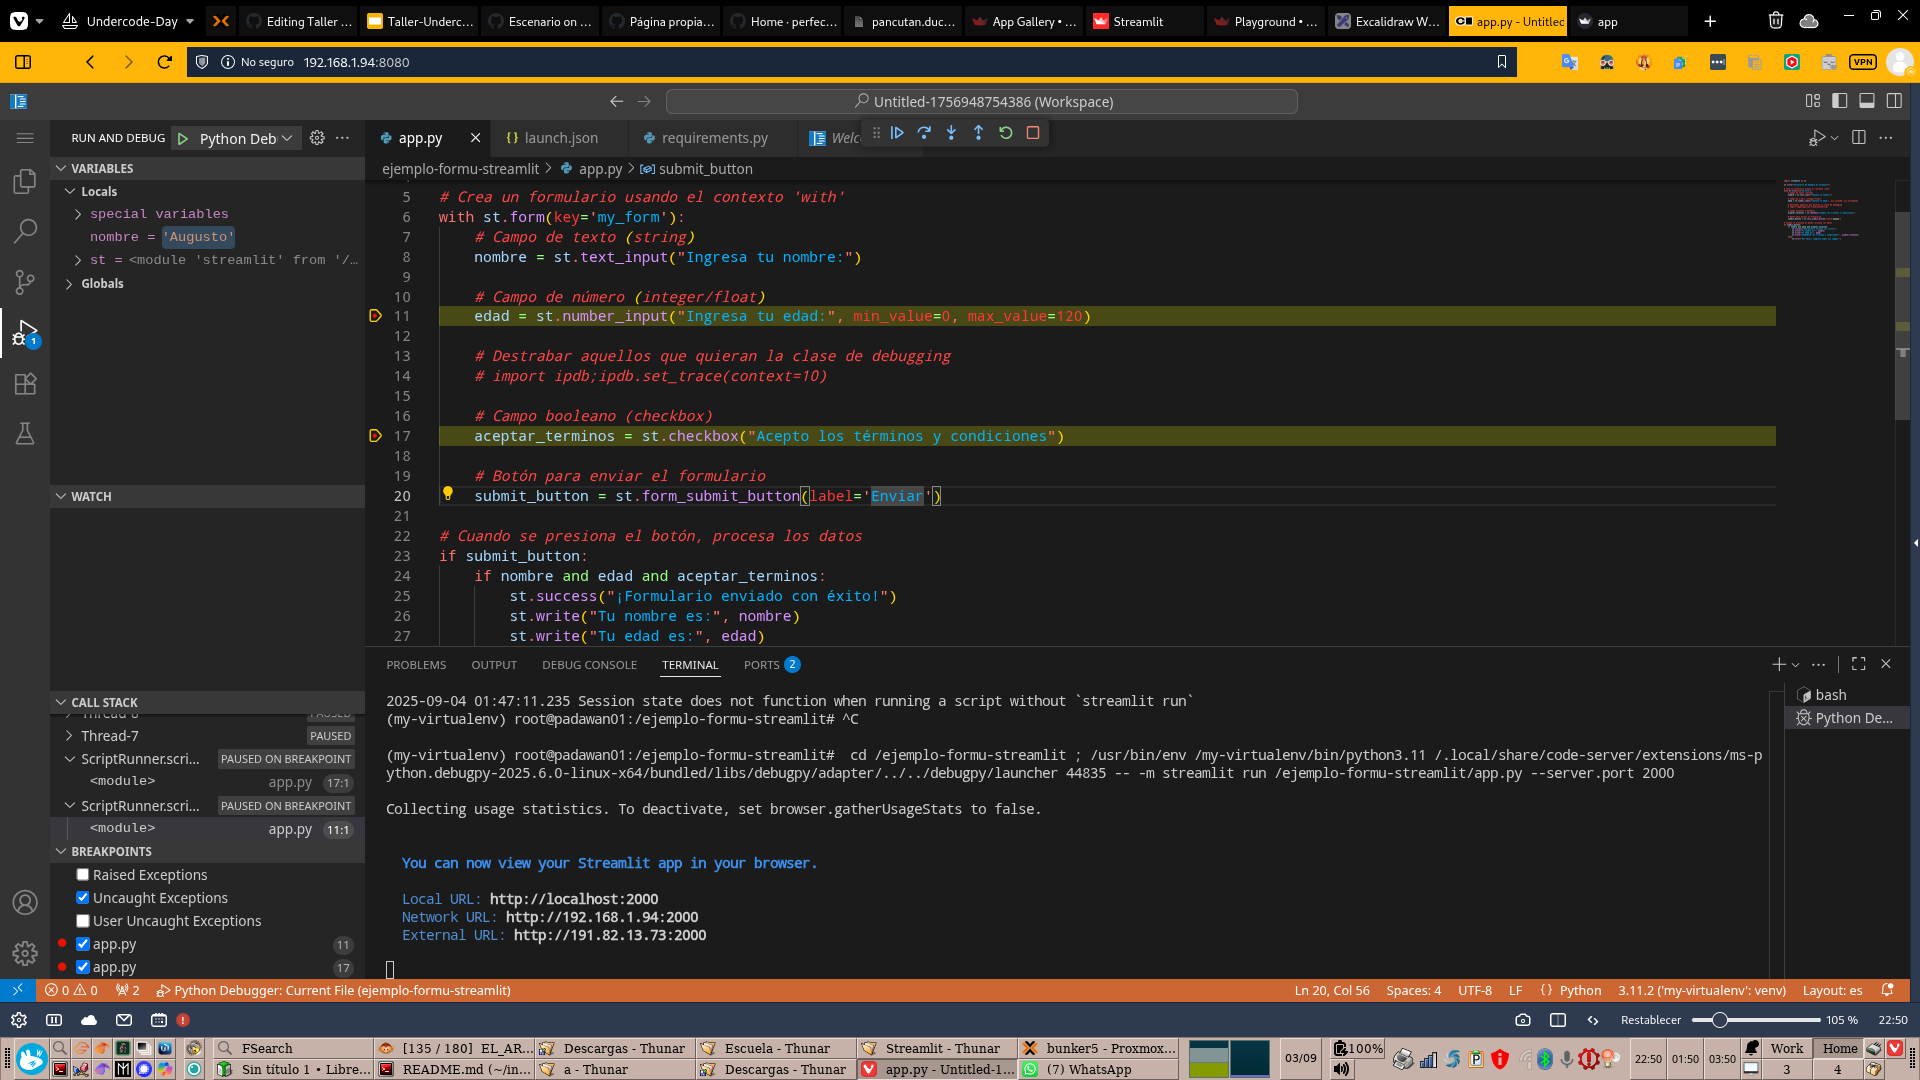 Undercode-Day
Editing Taller ...
Taller-Underc...
Escenario on ...
Página propia...
Home · perfec...
pancutan.duc...
App Gallery • ...
Streamlit
Playground • ...
Excalidraw W...
app.py - Untitled
app
No seguro 192.168.1.94:8080
VPN
Untitled-1756948754386 (Workspace)
RUN AND DEBUG Python Deb
app.py
launch.json
requirements.py
Welc
VARIABLES
Locals
special variables
nombre = 'Augusto'
st = <module 'streamlit' from '/…
Globals
WATCH
CALL STACK
Thread-7 PAUSED
ScriptRunner.scri... PAUSED ON BREAKPOINT
<module> app.py 17:1
ScriptRunner.scri... PAUSED ON BREAKPOINT
<module> app.py 11:1
BREAKPOINTS
Raised Exceptions
Uncaught Exceptions
User Uncaught Exceptions
app.py 11
app.py 17
ejemplo-formu-streamlit > app.py > submit_button
5 # Crea un formulario usando el contexto 'with'
6 with st.form(key='my_form'):
7 # Campo de texto (string)
8 nombre = st.text_input("Ingresa tu nombre:")
9
10 # Campo de número (integer/float)
11 edad = st.number_input("Ingresa tu edad:", min_value=0, max_value=120)
12
13 # Destrabar aquellos que quieran la clase de debugging
14 # import ipdb;ipdb.set_trace(context=10)
15
16 # Campo booleano (checkbox)
17 aceptar_terminos = st.checkbox("Acepto los términos y condiciones")
18
19 # Botón para enviar el formulario
20 submit_button = st.form_submit_button(label='Enviar')
21
22 # Cuando se presiona el botón, procesa los datos
23 if submit_button:
24 if nombre and edad and aceptar_terminos:
25 st.success("¡Formulario enviado con éxito!")
26 st.write("Tu nombre es:", nombre)
27 st.write("Tu edad es:", edad)
PROBLEMS OUTPUT DEBUG CONSOLE TERMINAL PORTS 2
2025-09-04 01:47:11.235 Session state does not function when running a script without `streamlit run`
(my-virtualenv) root@padawan01:/ejemplo-formu-streamlit# ^C
(my-virtualenv) root@padawan01:/ejemplo-formu-streamlit#  cd /ejemplo-formu-streamlit ; /usr/bin/env /my-virtualenv/bin/python3.11 /.local/share/code-server/extensions/ms-p
ython.debugpy-2025.6.0-linux-x64/bundled/libs/debugpy/adapter/../../debugpy/launcher 44835 -- -m streamlit run /ejemplo-formu-streamlit/app.py --server.port 2000
Collecting usage statistics. To deactivate, set browser.gatherUsageStats to false.
You can now view your Streamlit app in your browser.
Local URL: http://localhost:2000
Network URL: http://192.168.1.94:2000
External URL: http://191.82.13.73:2000
bash
Python De...
0 0 2 Python Debugger: Current File (ejemplo-formu-streamlit)
Ln 20, Col 56 Spaces: 4 UTF-8 LF Python 3.11.2 ('my-virtualenv': venv) Layout: es
Restablecer 105 % 22:50
FSearch
[135 / 180] EL_AR...
Descargas - Thunar
Escuela - Thunar
Streamlit - Thunar
bunker5 - Proxmox...
Sin título 1 • Libre...
README.md (~/in...
a - Thunar
Descargas - Thunar
app.py - Untitled-1...
(7) WhatsApp
03/09
100%
22:50 01:50 03:50
Work Home
3 4